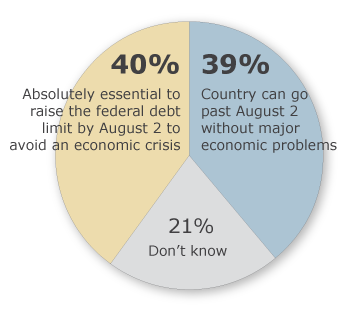 40%
Absolutely essential to
raise the federal debt
limit by August 2 to
avoid an economic crisis
39%
Country can go
past August 2
without major
economic problems
21%
Don't know